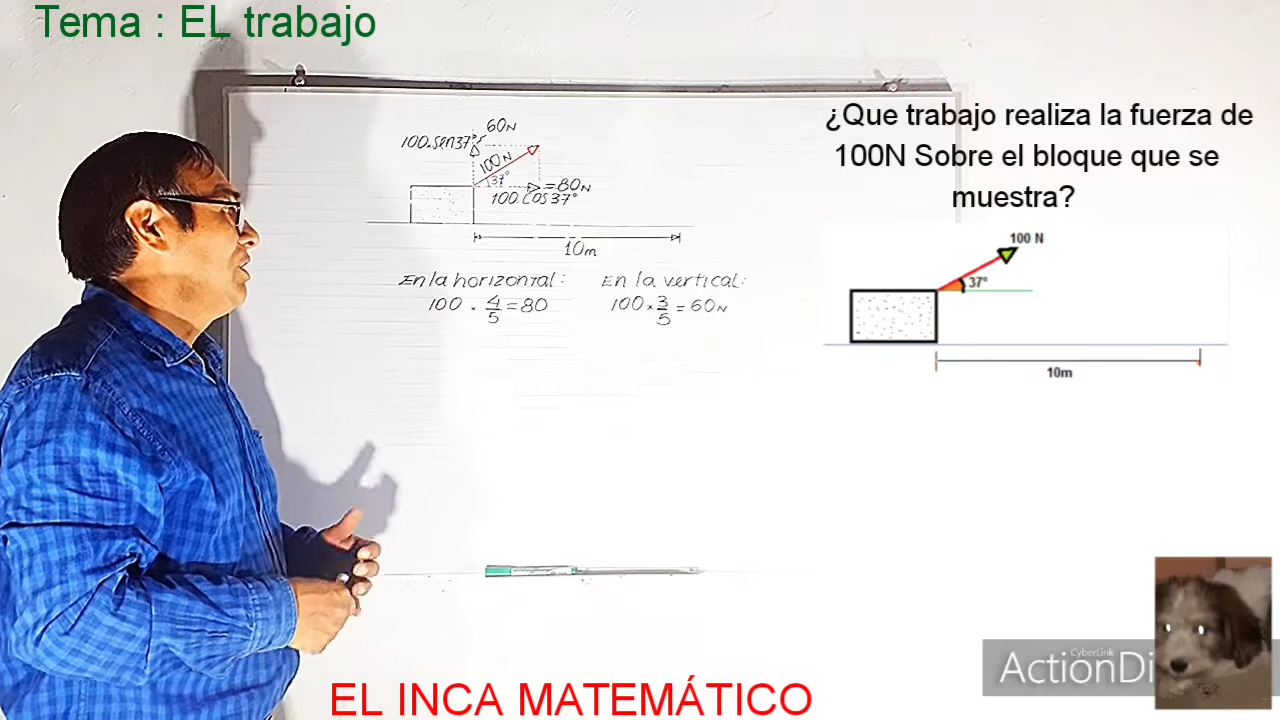 Tema : EL trabajo
60N
100.sen37°
100N
37°
=80N
100.Cos37°
10m
En la horizontal:
100 . 4/5 = 80
En la vertical:
100 x 3/5 = 60N
¿Que trabajo realiza la fuerza de
100N Sobre el bloque que se
muestra?
100 N
37°
10m
CyberLink
ActionDi
EL INCA MATEMÁTICO